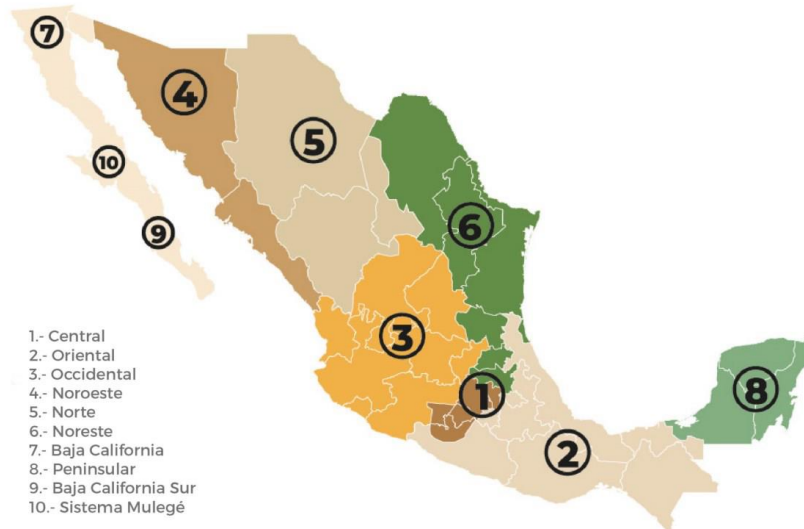 7
4
5
10
6
9
3
1
8
2
1.- Central
2.- Oriental
3.- Occidental
4.- Noroeste
5.- Norte
6.- Noreste
7.- Baja California
8.- Peninsular
9.- Baja California Sur
10.- Sistema Mulegé